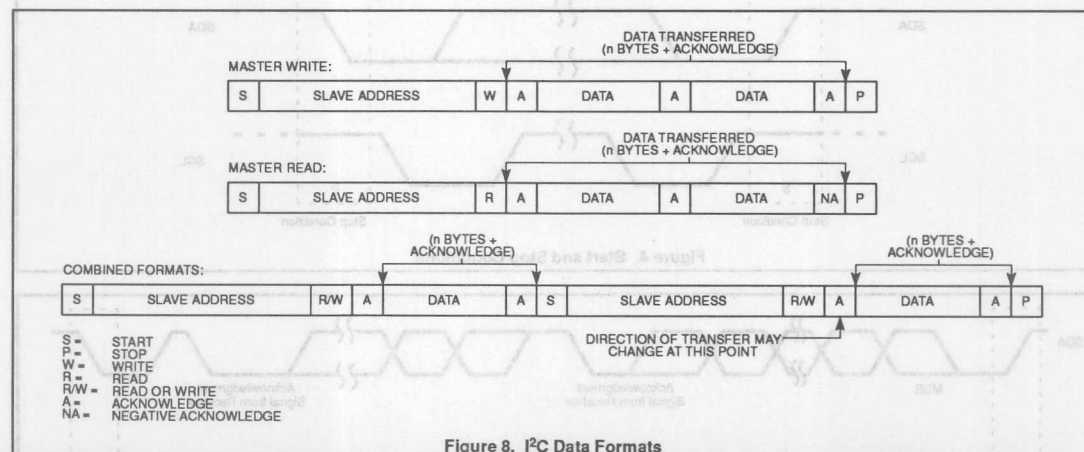 DATA TRANSFERRED
(n BYTES + ACKNOWLEDGE)
MASTER WRITE:
S SLAVE ADDRESS W A DATA A DATA A P
DATA TRANSFERRED
(n BYTES + ACKNOWLEDGE)
MASTER READ:
S SLAVE ADDRESS R A DATA A DATA NA P
(n BYTES +
ACKNOWLEDGE)
(n BYTES +
ACKNOWLEDGE)
COMBINED FORMATS:
S SLAVE ADDRESS R/W A DATA A S SLAVE ADDRESS R/W A DATA A P
DIRECTION OF TRANSFER MAY
CHANGE AT THIS POINT
S = START
P = STOP
W = WRITE
R = READ
R/W = READ OR WRITE
A = ACKNOWLEDGE
NA = NEGATIVE ACKNOWLEDGE
Figure 8. I²C Data Formats